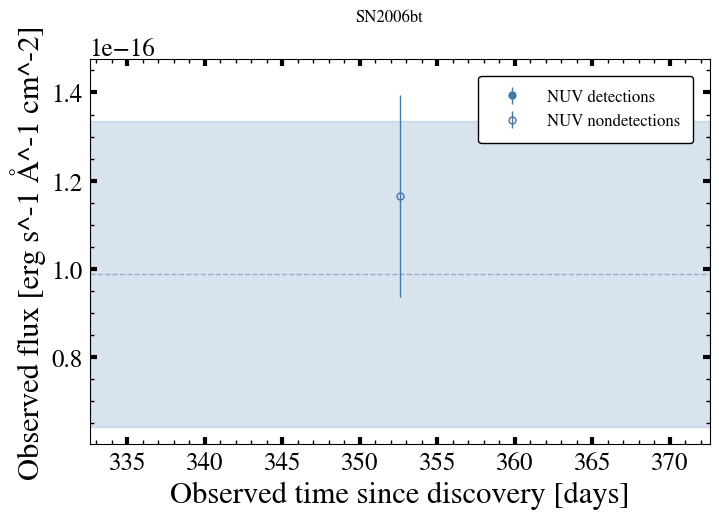 SN2006bt
1e−16
NUV detections
NUV nondetections
1.4
1.2
1.0
0.8
Observed flux [erg s^-1 Å^-1 cm^-2]
335 340 345 350 355 360 365 370
Observed time since discovery [days]